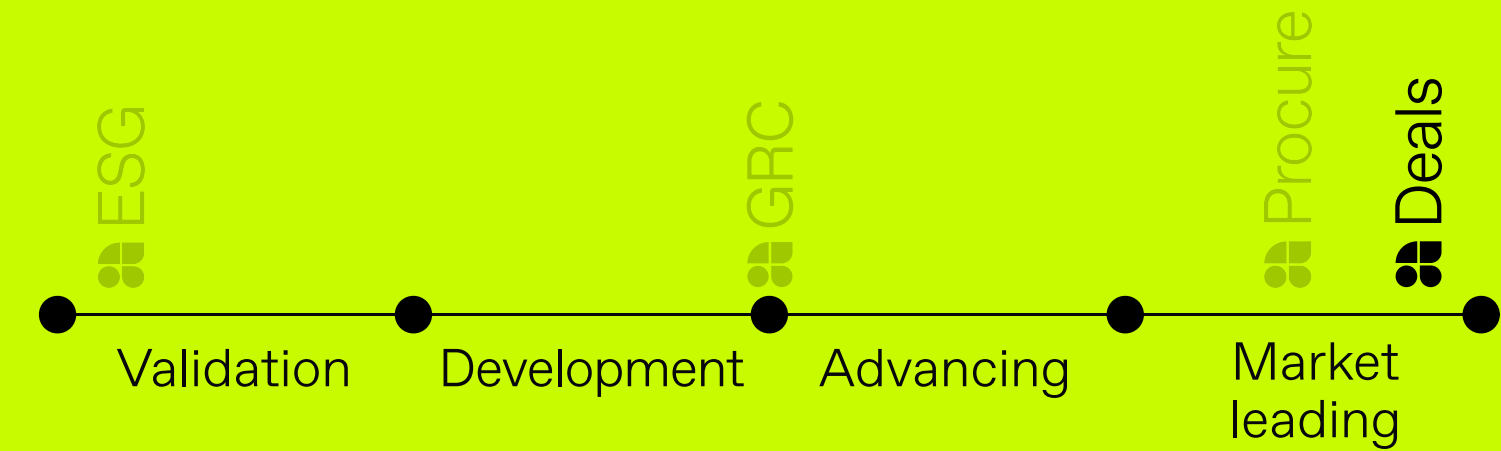 ESG
GRC
Procure
Deals
Validation
Development
Advancing
Market
leading